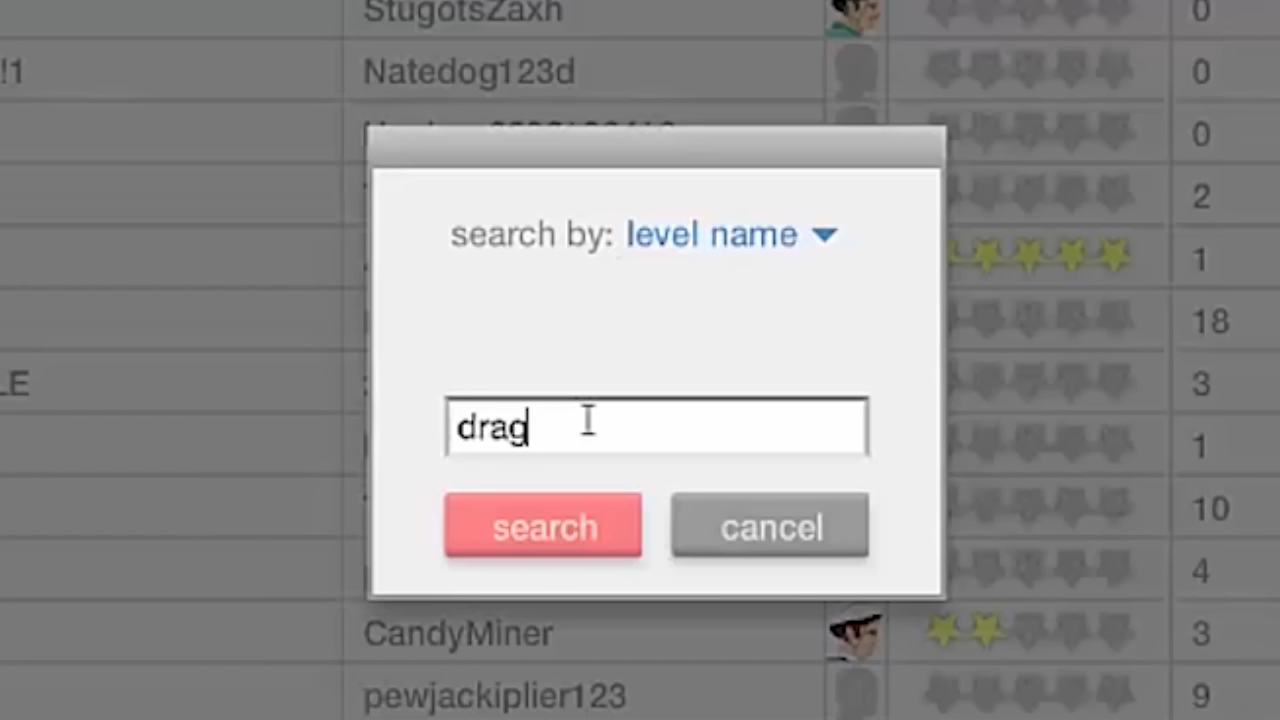 StugotsZaxh 0
!1 Natedog123d 0
0
2
search by: level name
1
18
LE 3
drag
1
search cancel
10
4
CandyMiner 3
pewjackiplier123 9